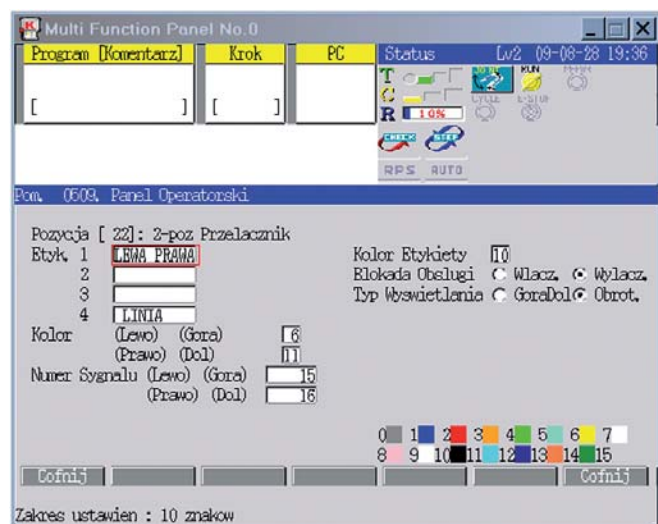 Multi Function Panel No.0
Program [Komentarz] Krok PC Status Lv2 09-08-28 19:36
T
C
[ ] [ ] R 10%
RUN
CYCLE E-STOP
CHECK STEP
RPS AUTO
Pom. 0509. Panel Operatorski
Pozycja [ 22]: 2-poz Przelacznik
Etyk. 1 LEWA PRAWA Kolor Etykiety 10
2 Blokada Obslugi Wlacz. Wylacz.
3 Typ Wyswietlania GoraDol Obrot.
4 LINIA
Kolor (Lewo) (Gora) 6
(Prawo) (Dol) 11
Numer Sygnalu (Lewo) (Gora) 15
(Prawo) (Dol) 16
0 1 2 3 4 5 6 7
8 9 10 11 12 13 14 15
Cofnij Cofnij
Zakres ustawien : 10 znakow